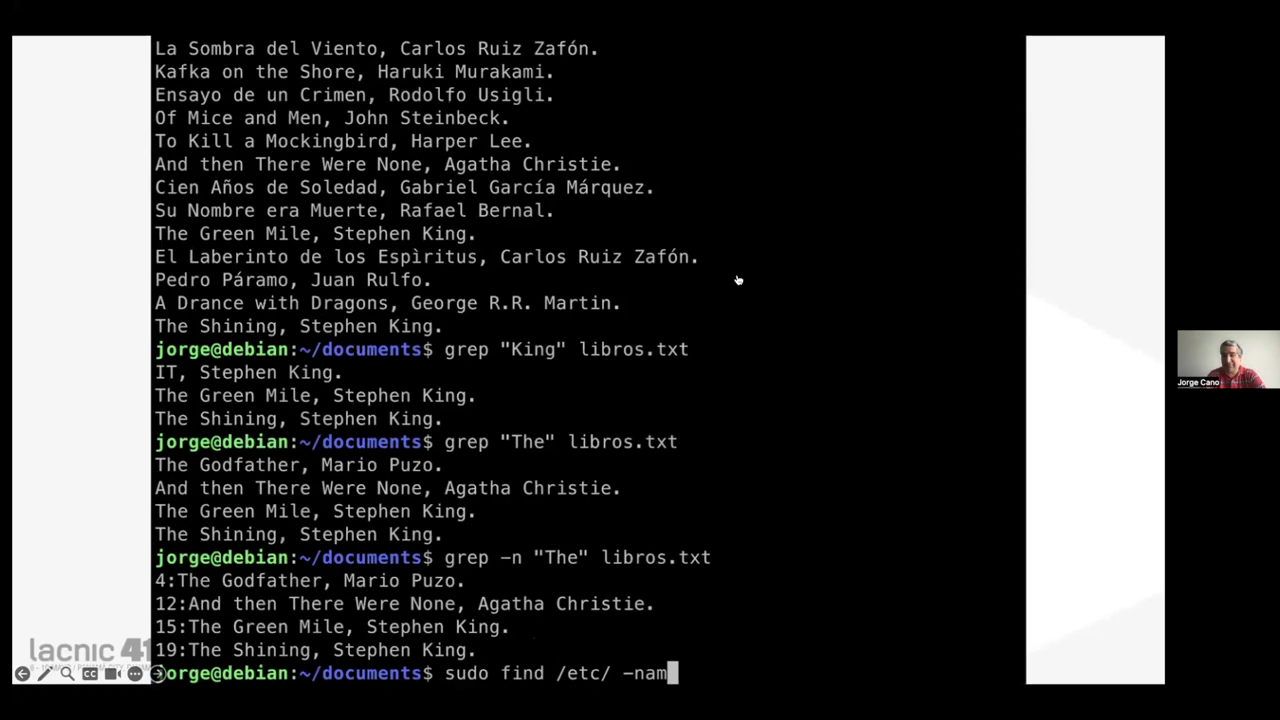 La Sombra del Viento, Carlos Ruiz Zafón.
Kafka on the Shore, Haruki Murakami.
Ensayo de un Crimen, Rodolfo Usigli.
Of Mice and Men, John Steinbeck.
To Kill a Mockingbird, Harper Lee.
And then There Were None, Agatha Christie.
Cien Años de Soledad, Gabriel García Márquez.
Su Nombre era Muerte, Rafael Bernal.
The Green Mile, Stephen King.
El Laberinto de los Espìritus, Carlos Ruiz Zafón.
Pedro Páramo, Juan Rulfo.
A Drance with Dragons, George R.R. Martin.
The Shining, Stephen King.
jorge@debian:~/documents$ grep "King" libros.txt
IT, Stephen King.
The Green Mile, Stephen King.
The Shining, Stephen King.
jorge@debian:~/documents$ grep "The" libros.txt
The Godfather, Mario Puzo.
And then There Were None, Agatha Christie.
The Green Mile, Stephen King.
The Shining, Stephen King.
jorge@debian:~/documents$ grep -n "The" libros.txt
4:The Godfather, Mario Puzo.
12:And then There Were None, Agatha Christie.
15:The Green Mile, Stephen King.
19:The Shining, Stephen King.
jorge@debian:~/documents$ sudo find /etc/ -nam
lacnic 41
CC
Jorge Cano